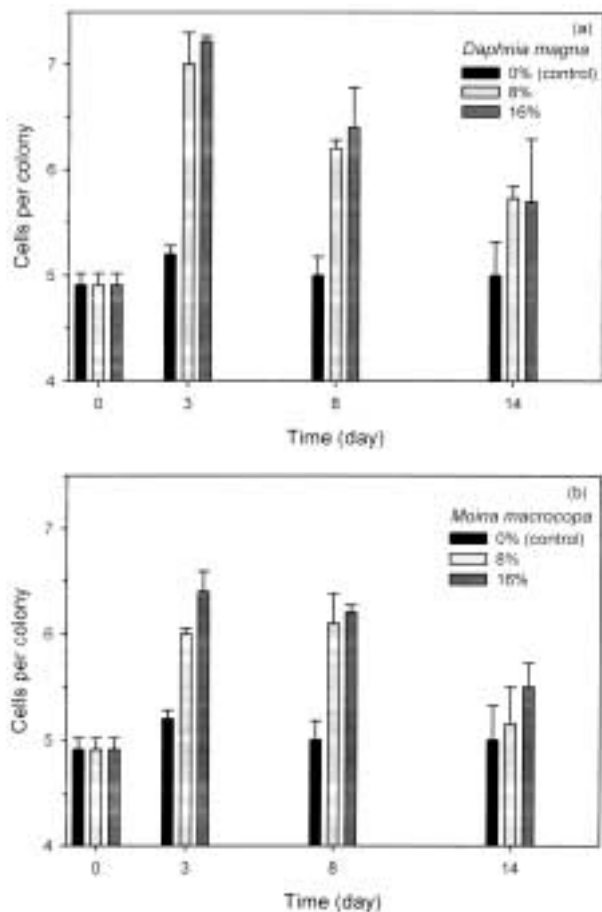 (a)
Daphnia magna
0% (control)
8%
16%
7
6
5
4
Cells per colony
0 3 8 14
Time (day)
(b)
Moina macrocopa
0% (control)
8%
16%
7
6
5
4
Cells per colony
0 3 8 14
Time (day)